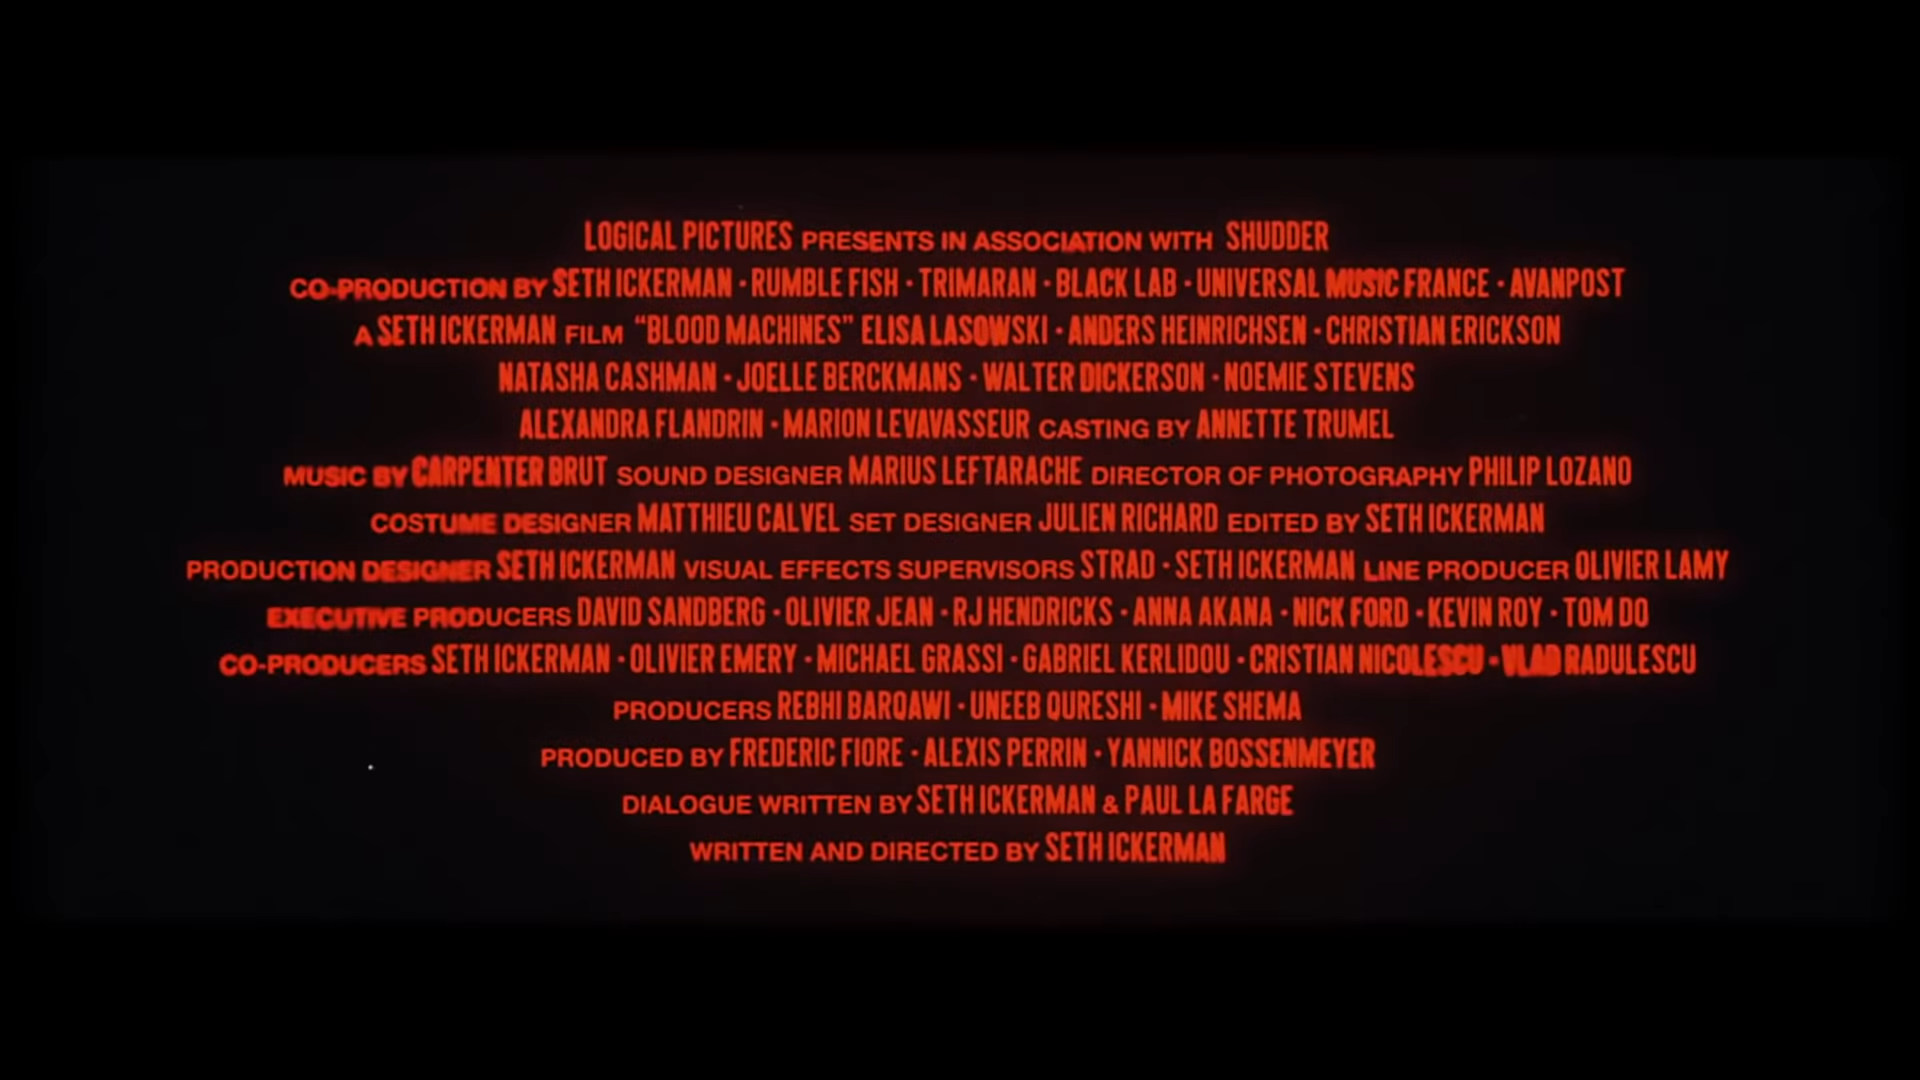 LOGICAL PICTURES PRESENTS IN ASSOCIATION WITH SHUDDER
CO-PRODUCTION BY SETH ICKERMAN · RUMBLE FISH · TRIMARAN · BLACK LAB · UNIVERSAL MUSIC FRANCE · AVANPOST
A SETH ICKERMAN FILM “BLOOD MACHINES” ELISA LASOWSKI · ANDERS HEINRICHSEN · CHRISTIAN ERICKSON
NATASHA CASHMAN · JOELLE BERCKMANS · WALTER DICKERSON · NOEMIE STEVENS
ALEXANDRA FLANDRIN · MARION LEVAVASSEUR CASTING BY ANNETTE TRUMEL
MUSIC BY CARPENTER BRUT SOUND DESIGNER MARIUS LEFTARACHE DIRECTOR OF PHOTOGRAPHY PHILIP LOZANO
COSTUME DESIGNER MATTHIEU CALVEL SET DESIGNER JULIEN RICHARD EDITED BY SETH ICKERMAN
PRODUCTION DESIGNER SETH ICKERMAN VISUAL EFFECTS SUPERVISORS STRAD · SETH ICKERMAN LINE PRODUCER OLIVIER LAMY
EXECUTIVE PRODUCERS DAVID SANDBERG · OLIVIER JEAN · RJ HENDRICKS · ANNA AKANA · NICK FORD · KEVIN ROY · TOM DO
CO-PRODUCERS SETH ICKERMAN · OLIVIER EMERY · MICHAEL GRASSI · GABRIEL KERLIDOU · CRISTIAN NICOLESCU · VLAD RADULESCU
PRODUCERS REBHI BARQAWI · UNEEB QURESHI · MIKE SHEMA
PRODUCED BY FREDERIC FIORE · ALEXIS PERRIN · YANNICK BOSSENMEYER
DIALOGUE WRITTEN BY SETH ICKERMAN & PAUL LA FARGE
WRITTEN AND DIRECTED BY SETH ICKERMAN